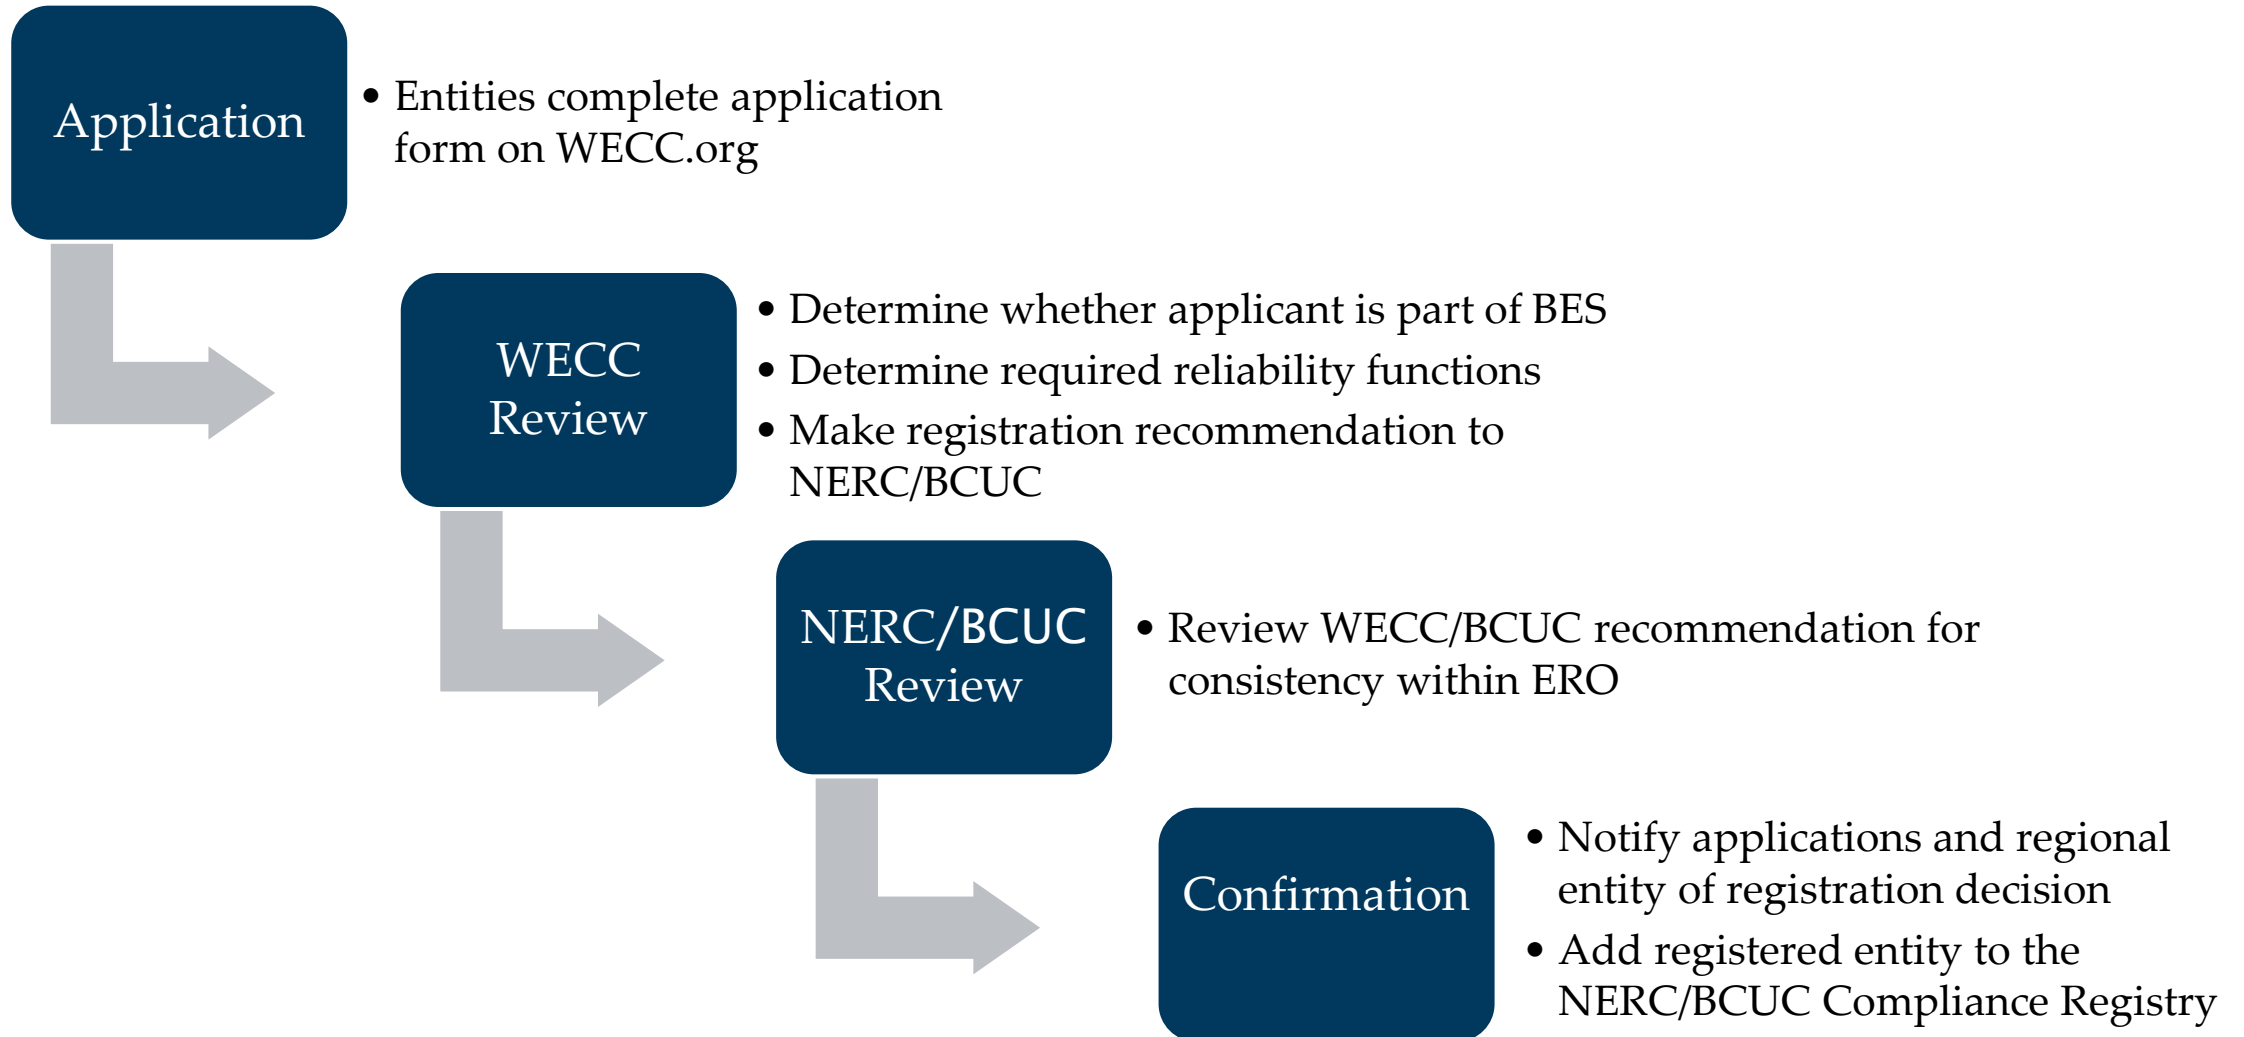 Application
• Entities complete application
form on WECC.org
WECC
Review
• Determine whether applicant is part of BES
• Determine required reliability functions
• Make registration recommendation to
NERC/BCUC
NERC/BCUC
Review
• Review WECC/BCUC recommendation for
consistency within ERO
Confirmation
• Notify applications and regional
entity of registration decision
• Add registered entity to the
NERC/BCUC Compliance Registry